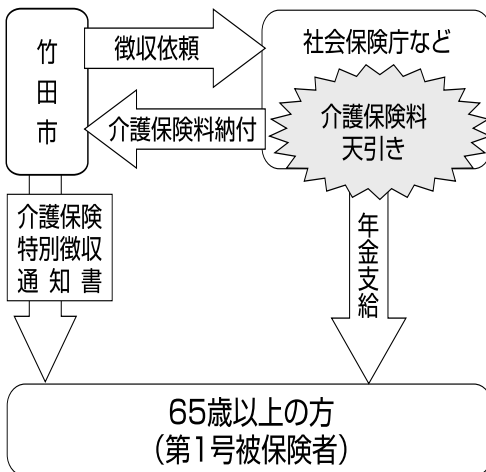 竹田市
徴収依頼
社会保険庁など
介護保険料納付
介護保険料
天引き
介護保険
特別徴収
通知書
年金支給
65歳以上の方
(第1号被保険者)